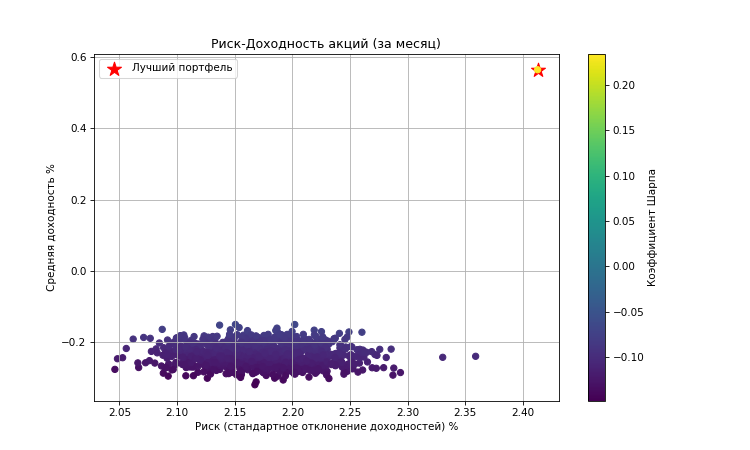 Риск-Доходность акций (за месяц)
Лучший портфель
Средняя доходность %
0.6
0.4
0.2
0.0
−0.2
2.05 2.10 2.15 2.20 2.25 2.30 2.35 2.40
Риск (стандартное отклонение доходностей) %
0.20
0.15
0.10
0.05
0.00
−0.05
−0.10
Коэффициент Шарпа